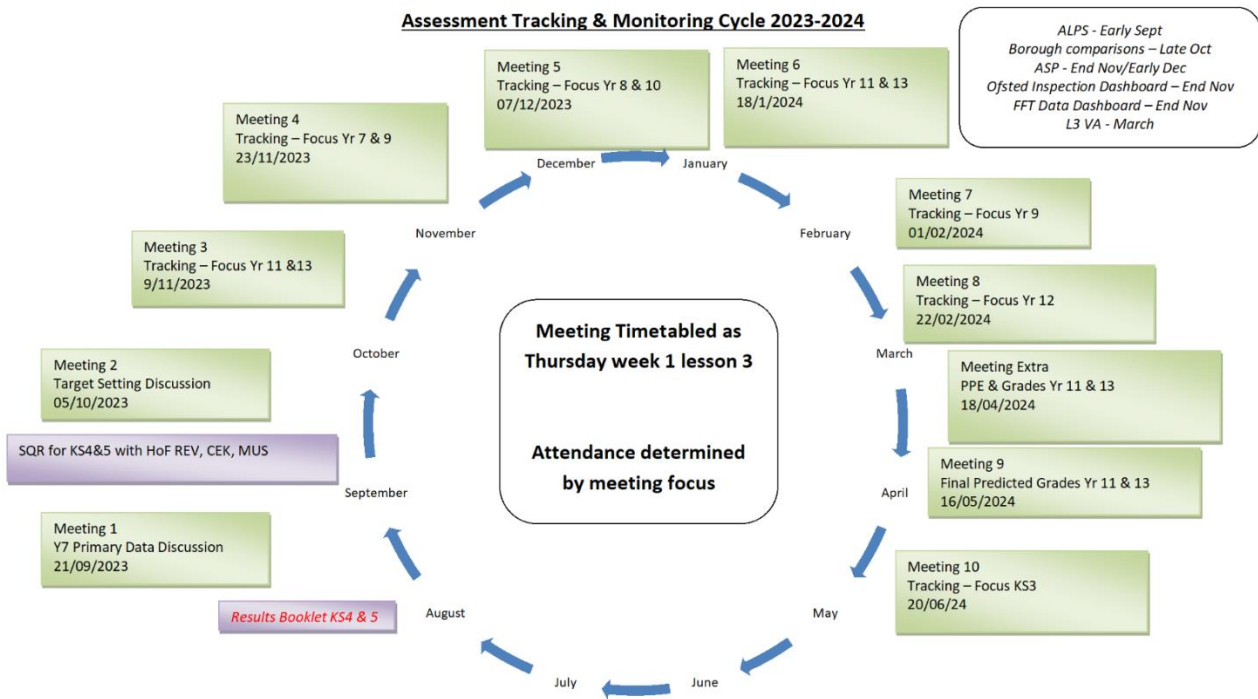 Assessment Tracking & Monitoring Cycle 2023-2024
ALPS - Early Sept
Borough comparisons – Late Oct
ASP - End Nov/Early Dec
Ofsted Inspection Dashboard – End Nov
FFT Data Dashboard – End Nov
L3 VA - March
Meeting 5
Tracking – Focus Yr 8 & 10
07/12/2023
Meeting 6
Tracking – Focus Yr 11 & 13
18/1/2024
Meeting 4
Tracking – Focus Yr 7 & 9
23/11/2023
December
January
Meeting 7
Tracking – Focus Yr 9
01/02/2024
November
February
Meeting 3
Tracking – Focus Yr 11 &13
9/11/2023
Meeting 8
Tracking – Focus Yr 12
22/02/2024
Meeting Timetabled as
Thursday week 1 lesson 3
Attendance determined
by meeting focus
October
March
Meeting 2
Target Setting Discussion
05/10/2023
Meeting Extra
PPE & Grades Yr 11 & 13
18/04/2024
SQR for KS4&5 with HoF REV, CEK, MUS
Meeting 9
Final Predicted Grades Yr 11 & 13
16/05/2024
September
April
Meeting 1
Y7 Primary Data Discussion
21/09/2023
Meeting 10
Tracking – Focus KS3
20/06/24
Results Booklet KS4 & 5
August
May
July
June